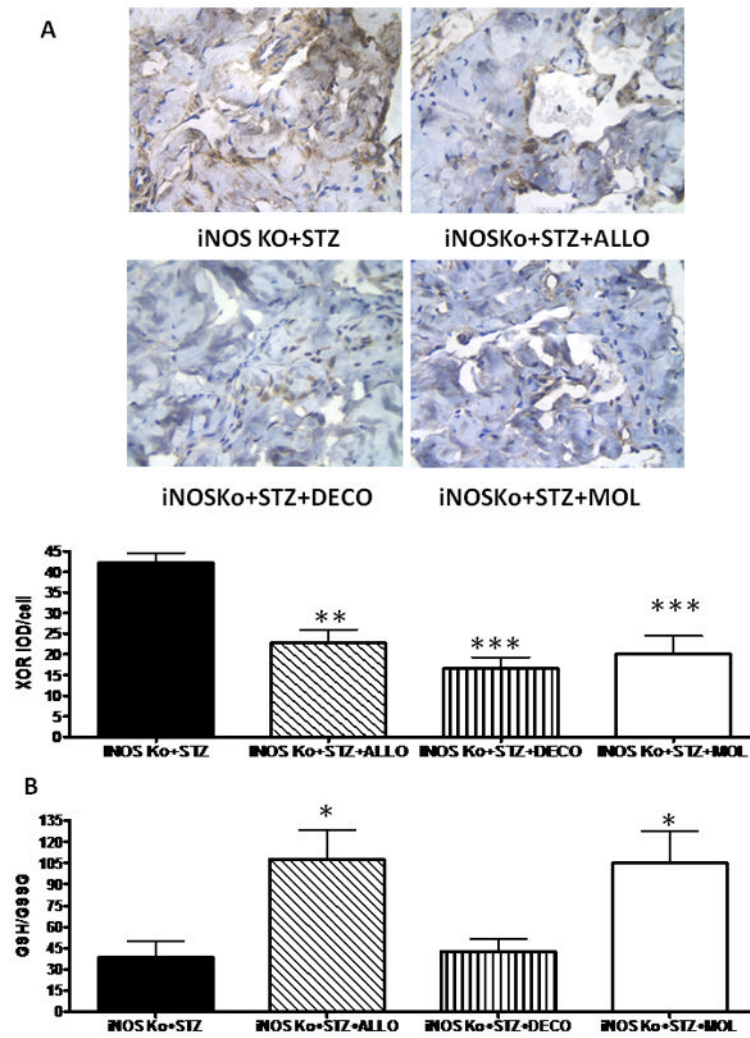 A
iNOS KO+STZ iNOSKo+STZ+ALLO
iNOSKo+STZ+DECO iNOSKo+STZ+MOL
XOR IOD/cell
45
40
35
30
25
20
15
10
5
0
** *** ***
iNOS Ko+STZ iNOS Ko+STZ+ALLO iNOS Ko+STZ+DECO iNOS Ko+STZ+MOL
B
GSH/GSSG
135
120
105
90
75
60
45
30
15
0
* *
iNOS Ko+STZ iNOS Ko+STZ+ALLO iNOS Ko+STZ+DECO iNOS Ko+STZ+MOL